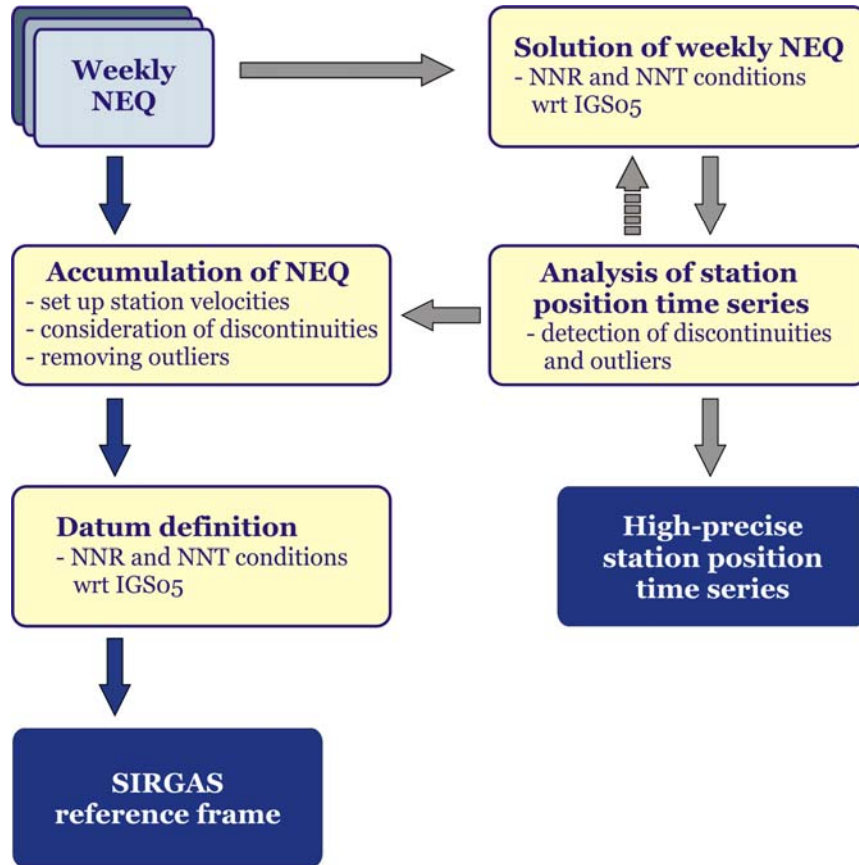 Weekly
NEQ
Solution of weekly NEQ
- NNR and NNT conditions
wrt IGS05
Accumulation of NEQ
- set up station velocities
- consideration of discontinuities
- removing outliers
Analysis of station
position time series
- detection of discontinuities
and outliers
Datum definition
- NNR and NNT conditions
wrt IGS05
High-precise
station position
time series
SIRGAS
reference frame